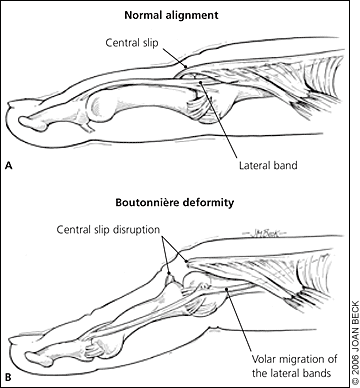 Normal alignment
Central slip
Lateral band
A
Boutonnière deformity
Central slip disruption
Volar migration of
the lateral bands
B
© 2006 JOAN BECK